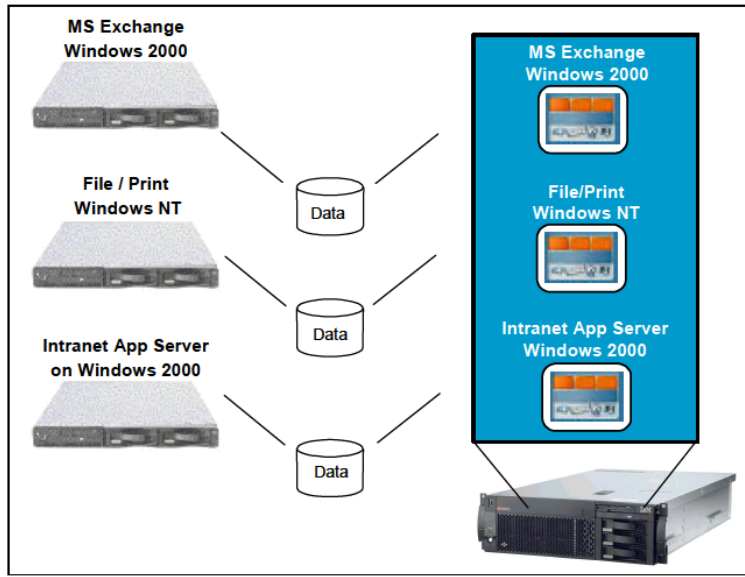 MS Exchange
Windows 2000
MS Exchange
Windows 2000
Data
File / Print
Windows NT
File/Print
Windows NT
Data
Intranet App Server
on Windows 2000
Intranet App Server
Windows 2000
Data